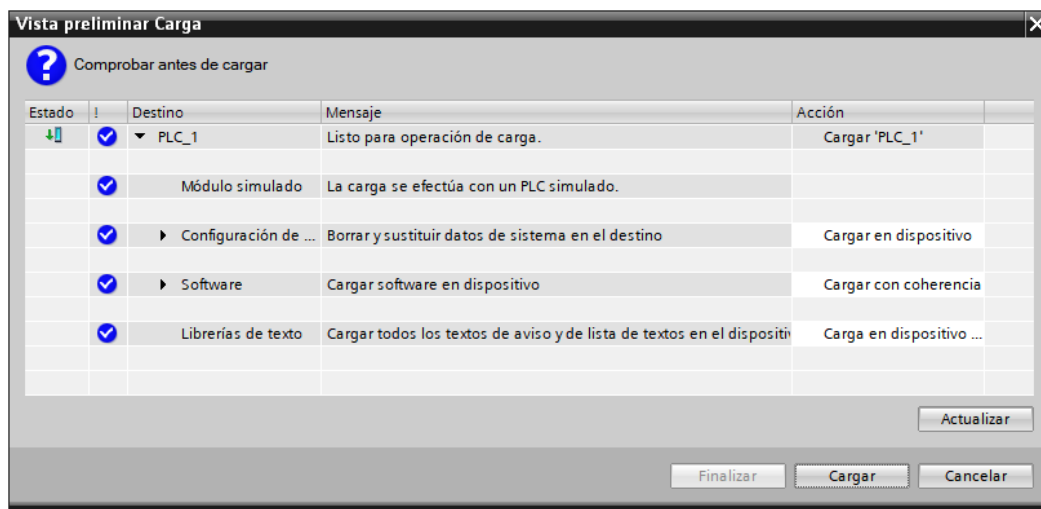 Vista preliminar Carga
Comprobar antes de cargar
Estado ! Destino Mensaje Acción
PLC_1 Listo para operación de carga. Cargar 'PLC_1'
Módulo simulado La carga se efectúa con un PLC simulado.
Configuración de ... Borrar y sustituir datos de sistema en el destino Cargar en dispositivo
Software Cargar software en dispositivo Cargar con coherencia
Librerías de texto Cargar todos los textos de aviso y de lista de textos en el dispositiv Carga en dispositivo ...
Actualizar
Finalizar Cargar Cancelar